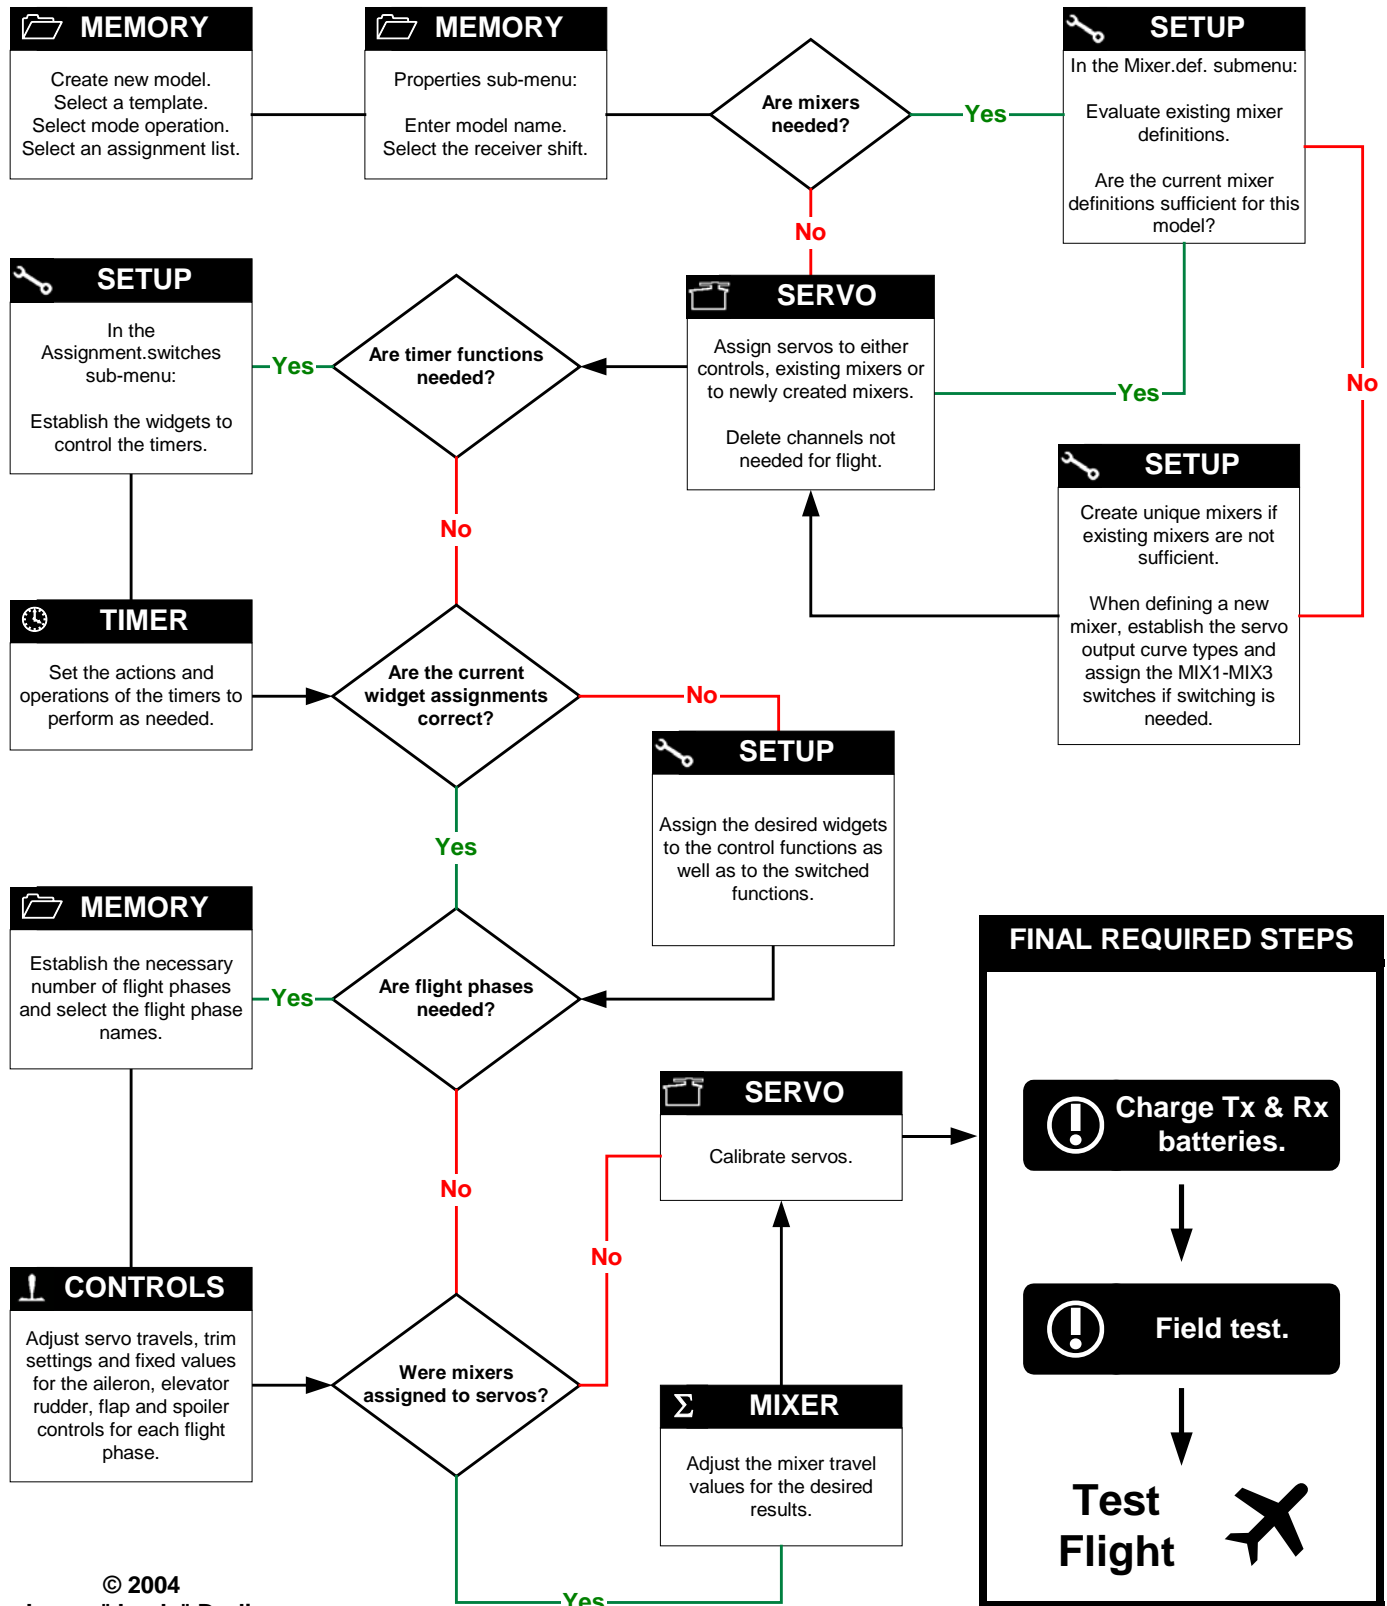 MEMORY
Create new model.
Select a template.
Select mode operation.
Select an assignment list.
MEMORY
Properties sub-menu:
Enter model name.
Select the receiver shift.
Are mixers
needed?
Yes
No
SETUP
In the Mixer.def. submenu:
Evaluate existing mixer
definitions.
Are the current mixer
definitions sufficient for this
model?
Yes
No
SETUP
In the
Assignment.switches
sub-menu:
Establish the widgets to
control the timers.
Yes
Are timer functions
needed?
No
SERVO
Assign servos to either
controls, existing mixers or
to newly created mixers.
Delete channels not
needed for flight.
SETUP
Create unique mixers if
existing mixers are not
sufficient.
When defining a new
mixer, establish the servo
output curve types and
assign the MIX1-MIX3
switches if switching is
needed.
TIMER
Set the actions and
operations of the timers to
perform as needed.
Are the current
widget assignments
correct?
No
Yes
SETUP
Assign the desired widgets
to the control functions as
well as to the switched
functions.
MEMORY
Establish the necessary
number of flight phases
and select the flight phase
names.
Yes
Are flight phases
needed?
No
CONTROLS
Adjust servo travels, trim
settings and fixed values
for the aileron, elevator
rudder, flap and spoiler
controls for each flight
phase.
Were mixers
assigned to servos?
No
Yes
SERVO
Calibrate servos.
Σ MIXER
Adjust the mixer travel
values for the desired
results.
FINAL REQUIRED STEPS
Charge Tx & Rx
batteries.
Field test.
Test
Flight
© 2004